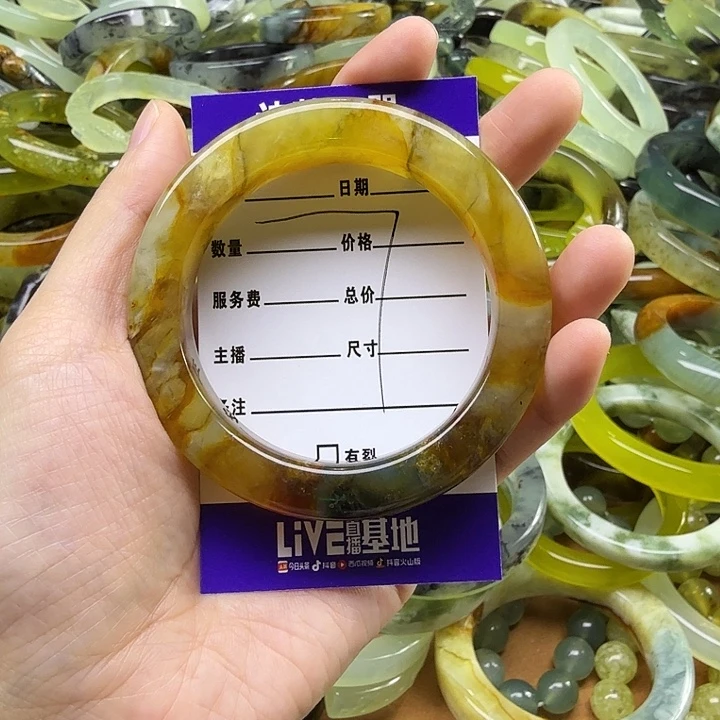 日期
数量 价格
服务费 总价
主播 尺寸
注
有裂
LiVE直播基地
今日头条 抖音 西瓜视频 抖音火山版